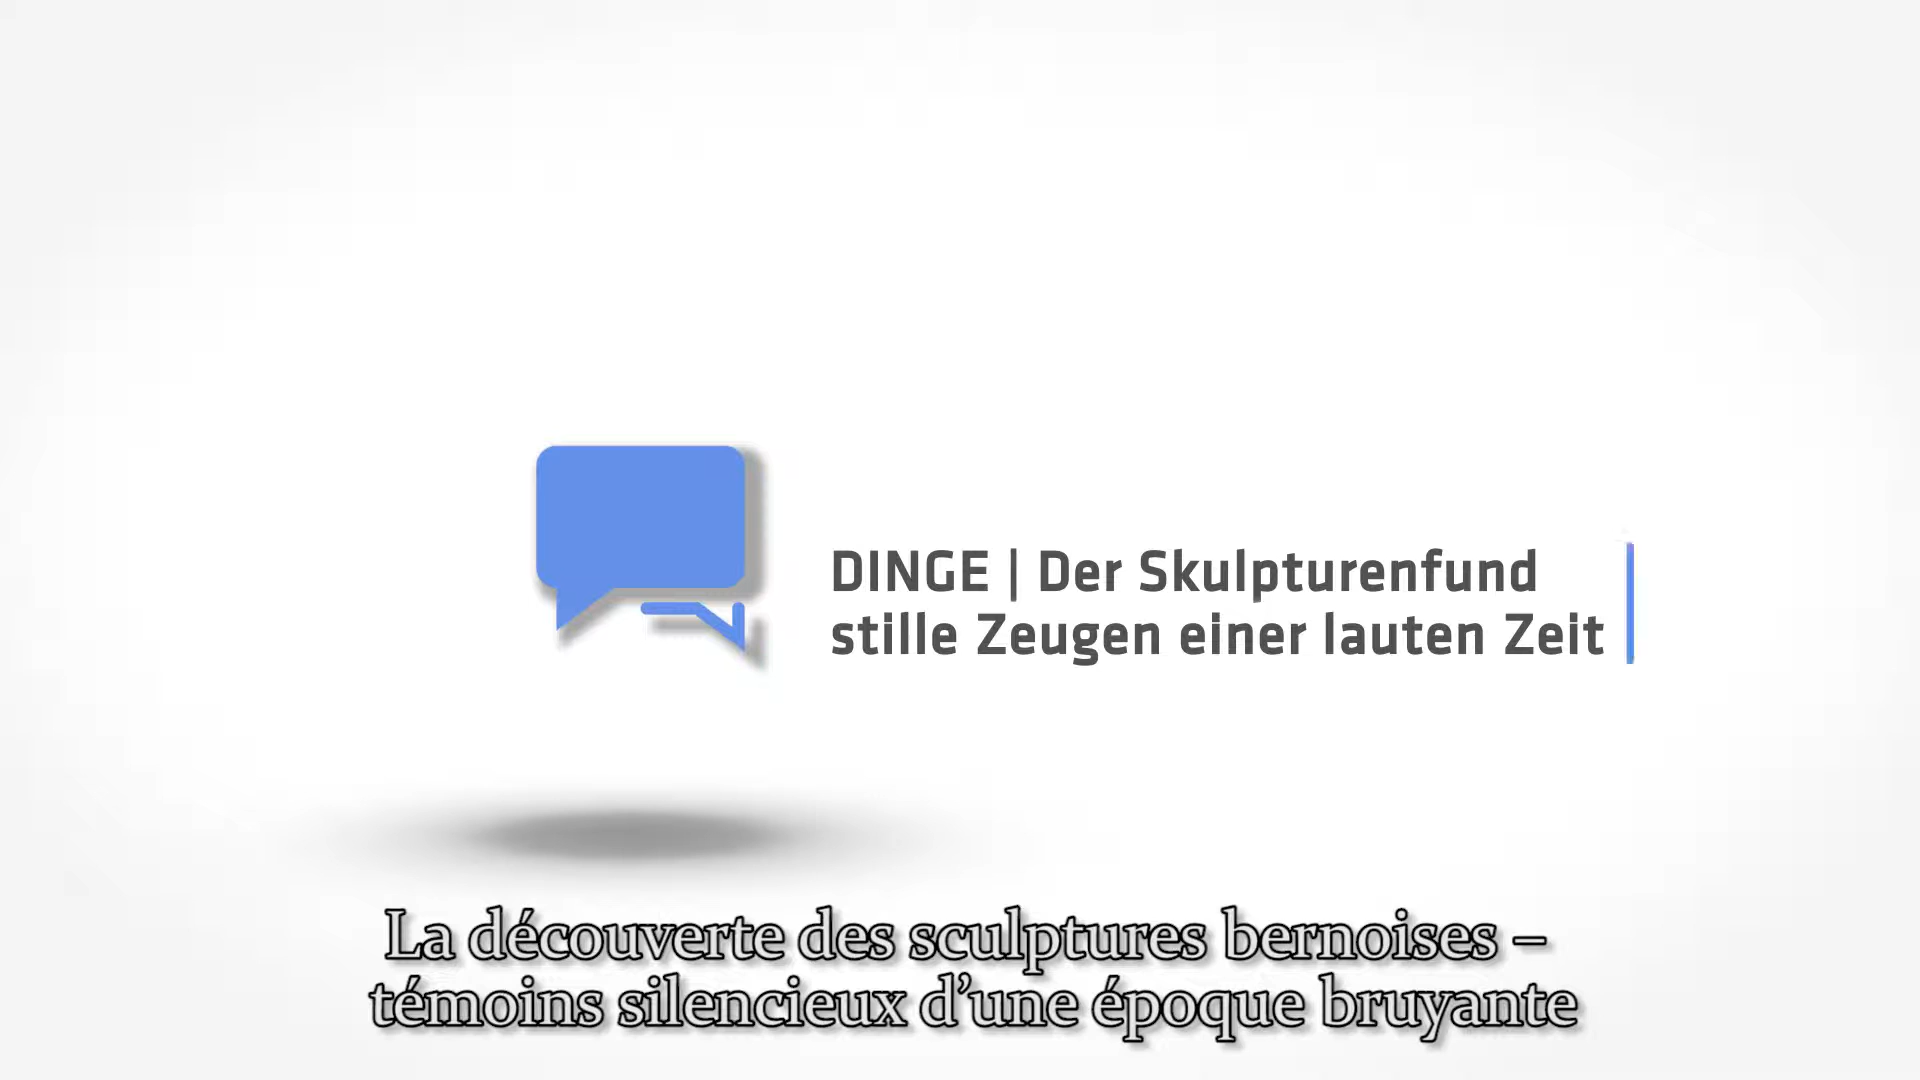 DINGE | Der Skulpturenfund
stille Zeugen einer lauten Zeit
La découverte des sculptures bernoises –
témoins silencieux d’une époque bruyante